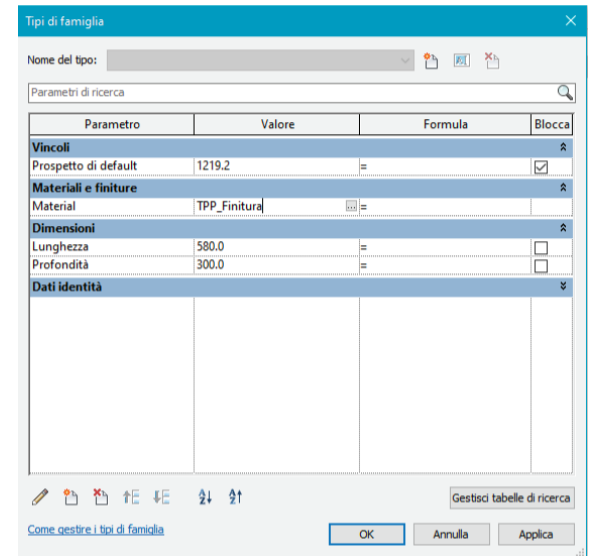 Tipi di famiglia
Nome del tipo:
Parametri di ricerca
Parametro Valore Formula Blocca
Vincoli
Prospetto di default 1219.2 =
Materiali e finiture
Material TPP_Finitura ... =
Dimensioni
Lunghezza 580.0 =
Profondità 300.0 =
Dati identità
Gestisci tabelle di ricerca
Come gestire i tipi di famiglia OK Annulla Applica